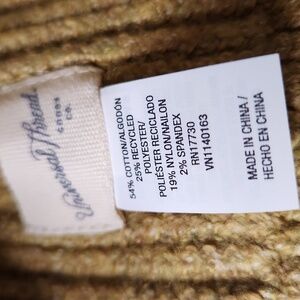 Universal Thread
GOODS
CO.
54% COTTON/ALGODÓN
25% RECYCLED
POLYESTER/
POLIÉSTER RECICLADO
19% NYLON/NAILON
2% SPANDEX
RN17730
VN1140163
MADE IN CHINA /
HECHO EN CHINA